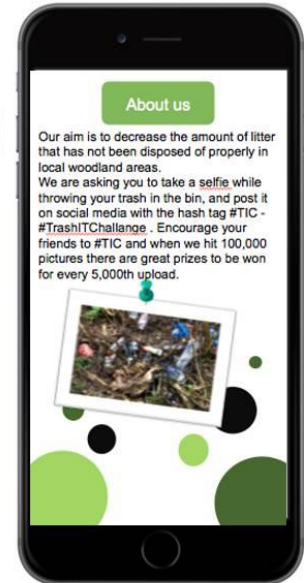 About us
Our aim is to decrease the amount of litter
that has not been disposed of properly in
local woodland areas.
We are asking you to take a selfie while
throwing your trash in the bin, and post it
on social media with the hash tag #TIC -
#TrashITChallange . Encourage your
friends to #TIC and when we hit 100,000
pictures there are great prizes to be won
for every 5,000th upload.